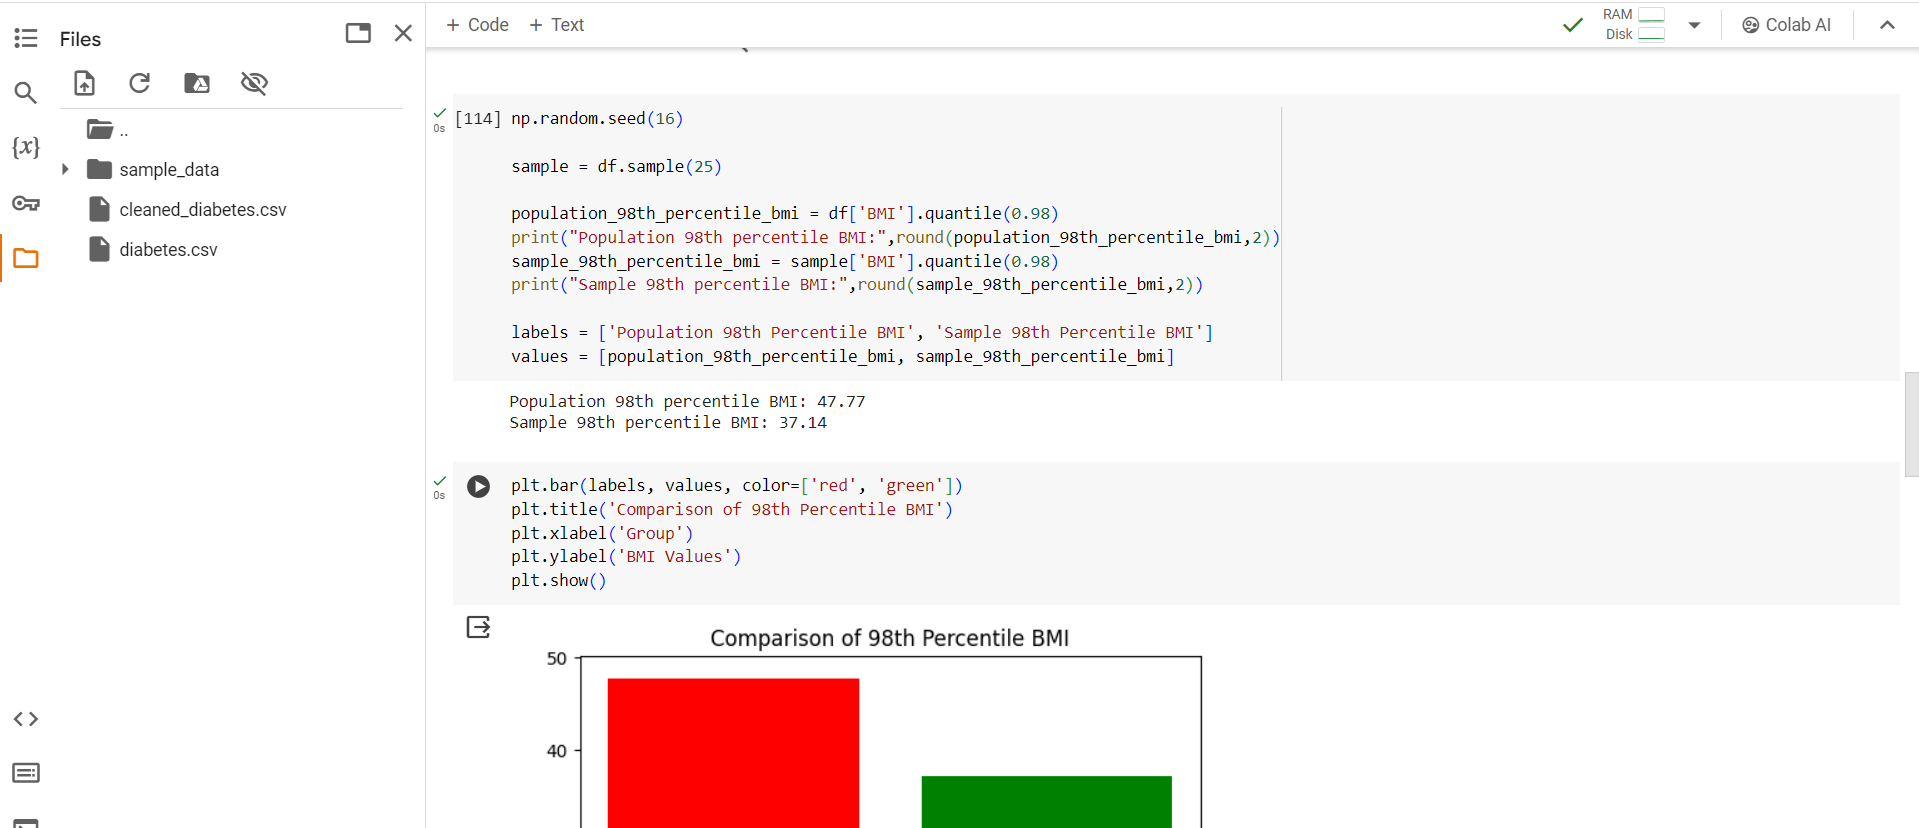 Files
+ Code + Text
RAM
Disk
Colab AI
{x}
..
sample_data
cleaned_diabetes.csv
diabetes.csv
0s
[114] np.random.seed(16)
sample = df.sample(25)
population_98th_percentile_bmi = df['BMI'].quantile(0.98)
print("Population 98th percentile BMI:",round(population_98th_percentile_bmi,2))
sample_98th_percentile_bmi = sample['BMI'].quantile(0.98)
print("Sample 98th percentile BMI:",round(sample_98th_percentile_bmi,2))
labels = ['Population 98th Percentile BMI', 'Sample 98th Percentile BMI']
values = [population_98th_percentile_bmi, sample_98th_percentile_bmi]
Population 98th percentile BMI: 47.77
Sample 98th percentile BMI: 37.14
0s
plt.bar(labels, values, color=['red', 'green'])
plt.title('Comparison of 98th Percentile BMI')
plt.xlabel('Group')
plt.ylabel('BMI Values')
plt.show()
Comparison of 98th Percentile BMI
50
40